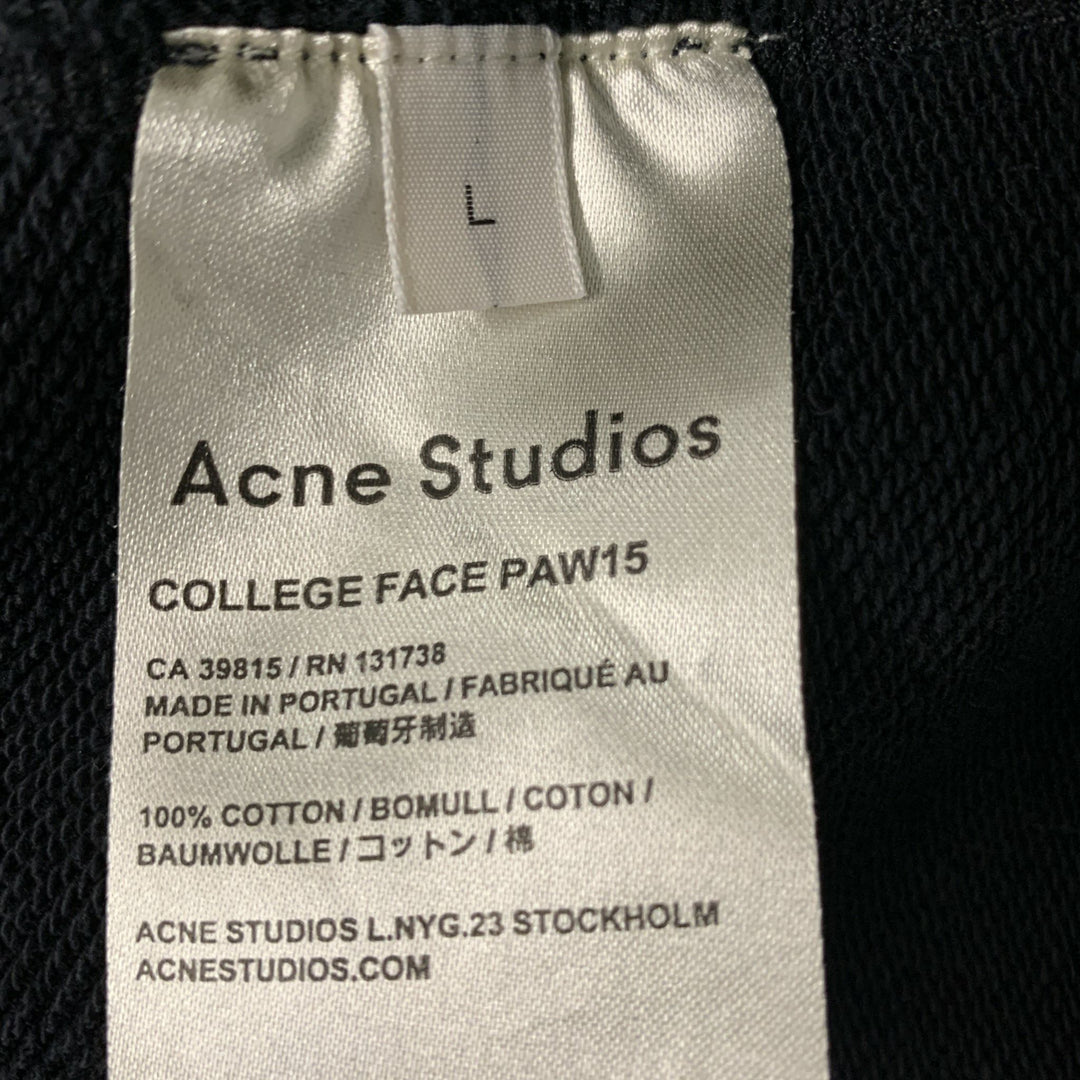 L
Acne Studios
COLLEGE FACE PAW15
CA 39815 / RN 131738
MADE IN PORTUGAL / FABRIQUÉ AU
PORTUGAL / 葡萄牙制造
100% COTTON / BOMULL / COTON /
BAUMWOLLE / コットン / 棉
ACNE STUDIOS L.NYG.23 STOCKHOLM
ACNESTUDIOS.COM